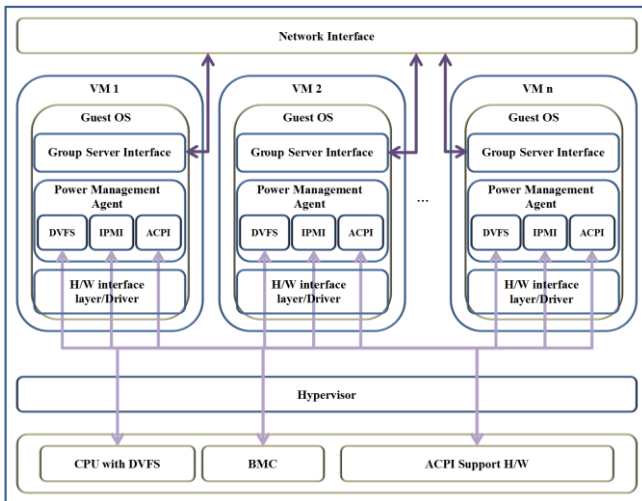 Network Interface
VM 1
Guest OS
Group Server Interface
Power Management
Agent
DVFS
IPMI
ACPI
H/W interface
layer/Driver
VM 2
Guest OS
Group Server Interface
Power Management
Agent
DVFS
IPMI
ACPI
H/W interface
layer/Driver
...
VM n
Guest OS
Group Server Interface
Power Management
Agent
DVFS
IPMI
ACPI
H/W interface
layer/Driver
Hypervisor
CPU with DVFS
BMC
ACPI Support H/W